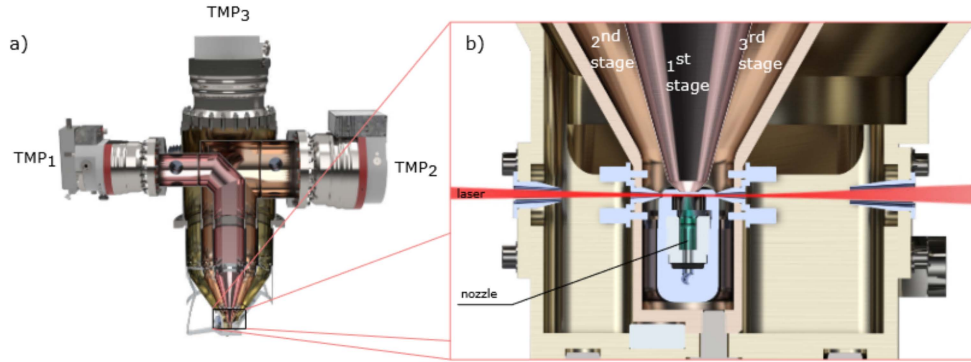 a)
TMP3
TMP1
TMP2
b)
2nd
stage
1st
stage
3rd
stage
laser
nozzle